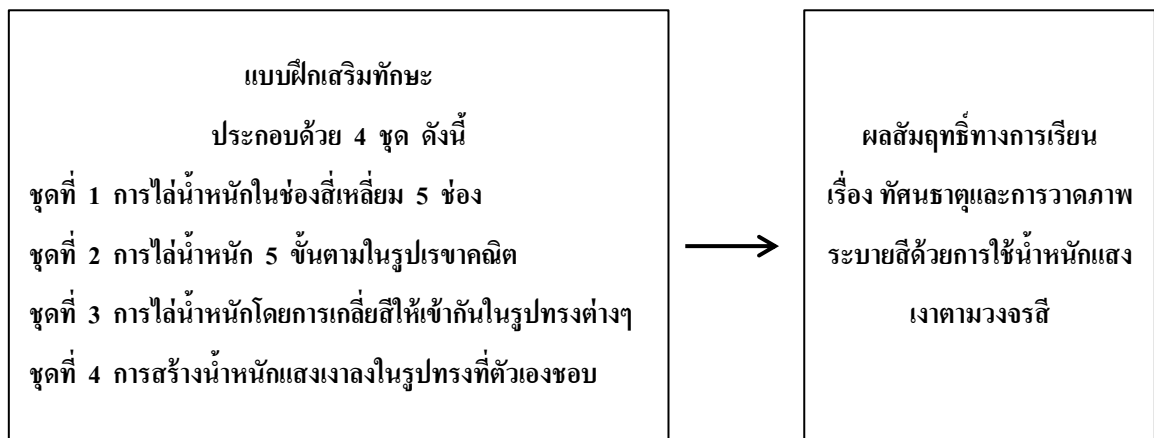 แบบฝึกเสริมทักษะ
ประกอบด้วย 4 ชุด ดังนี้
ชุดที่ 1 การไล่น้ำหนักในช่องสี่เหลี่ยม 5 ช่อง
ชุดที่ 2 การไล่น้ำหนัก 5 ขั้นตามในรูปเรขาคณิต
ชุดที่ 3 การไล่น้ำหนักโดยการเกลี่ยสีให้เข้ากันในรูปทรงต่างๆ
ชุดที่ 4 การสร้างน้ำหนักแสงเงาลงในรูปทรงที่ตัวเองชอบ
ผลสัมฤทธิ์ทางการเรียน
เรื่อง ทัศนธาตุและการวาดภาพ
ระบายสีด้วยการใช้น้ำหนักแสง
เงาตามวงจรสี